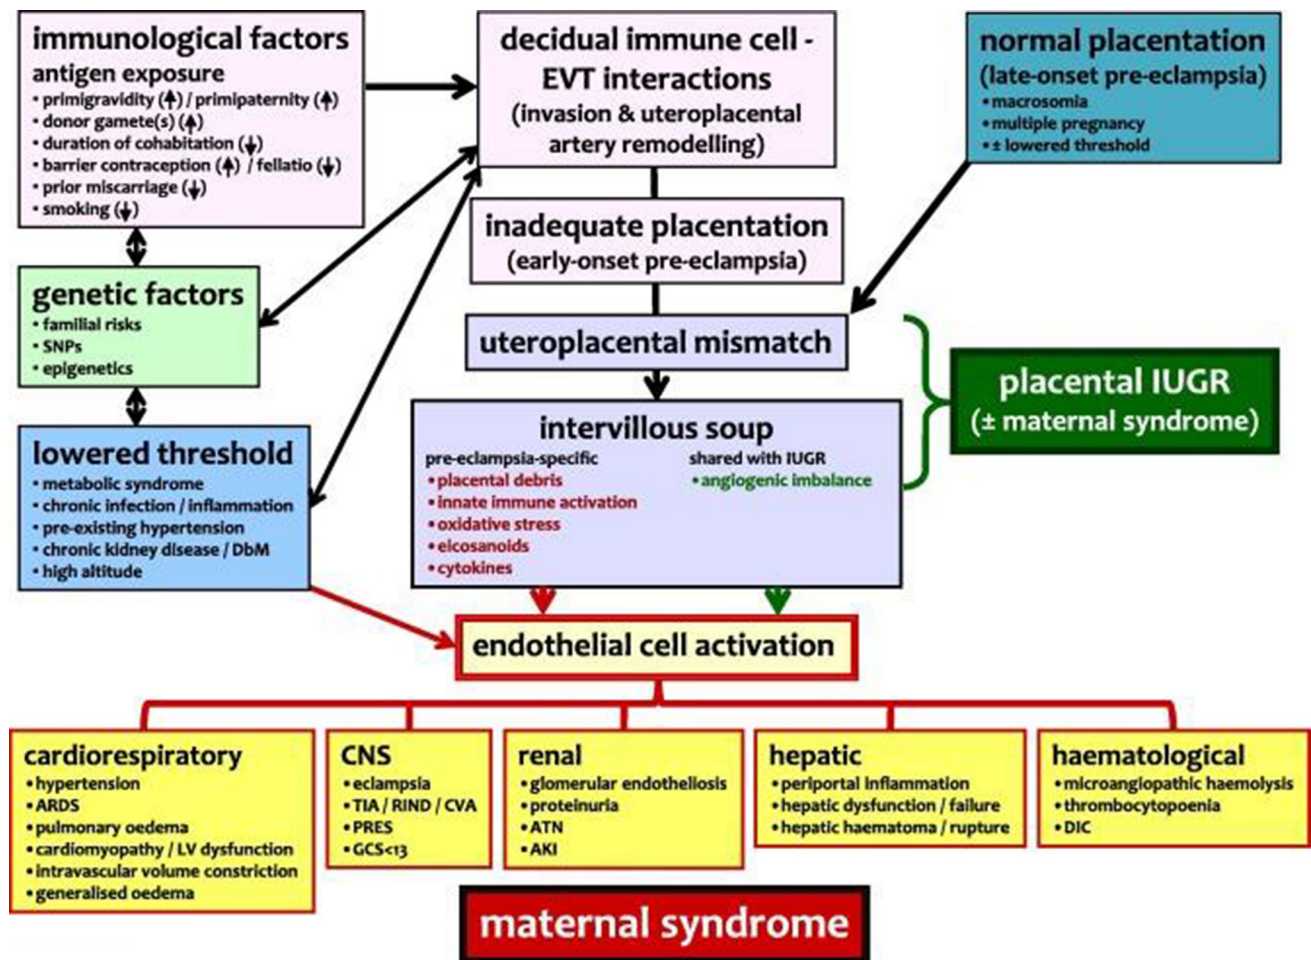 immunological factors
antigen exposure
• primigravidity (↑) / primipaternity (↑)
• donor gamete(s) (↑)
• duration of cohabitation (↓)
• barrier contraception (↑) / fellatio (↓)
• prior miscarriage (↓)
• smoking (↓)
genetic factors
• familial risks
• SNPs
• epigenetics
lowered threshold
• metabolic syndrome
• chronic infection / inflammation
• pre-existing hypertension
• chronic kidney disease / DbM
• high altitude
decidual immune cell -
EVT interactions
(invasion & uteroplacental
artery remodelling)
inadequate placentation
(early-onset pre-eclampsia)
uteroplacental mismatch
normal placentation
(late-onset pre-eclampsia)
• macrosomia
• multiple pregnancy
• ± lowered threshold
placental IUGR
(± maternal syndrome)
intervillous soup
pre-eclampsia-specific
• placental debris
• innate immune activation
• oxidative stress
• eicosanoids
• cytokines
shared with IUGR
• angiogenic imbalance
endothelial cell activation
cardiorespiratory
• hypertension
• ARDS
• pulmonary oedema
• cardiomyopathy / LV dysfunction
• intravascular volume constriction
• generalised oedema
CNS
• eclampsia
• TIA / RIND / CVA
• PRES
• GCS<13
renal
• glomerular endotheliosis
• proteinuria
• ATN
• AKI
hepatic
• periportal inflammation
• hepatic dysfunction / failure
• hepatic haematoma / rupture
haematological
• microangiopathic haemolysis
• thrombocytopoenia
• DIC
maternal syndrome